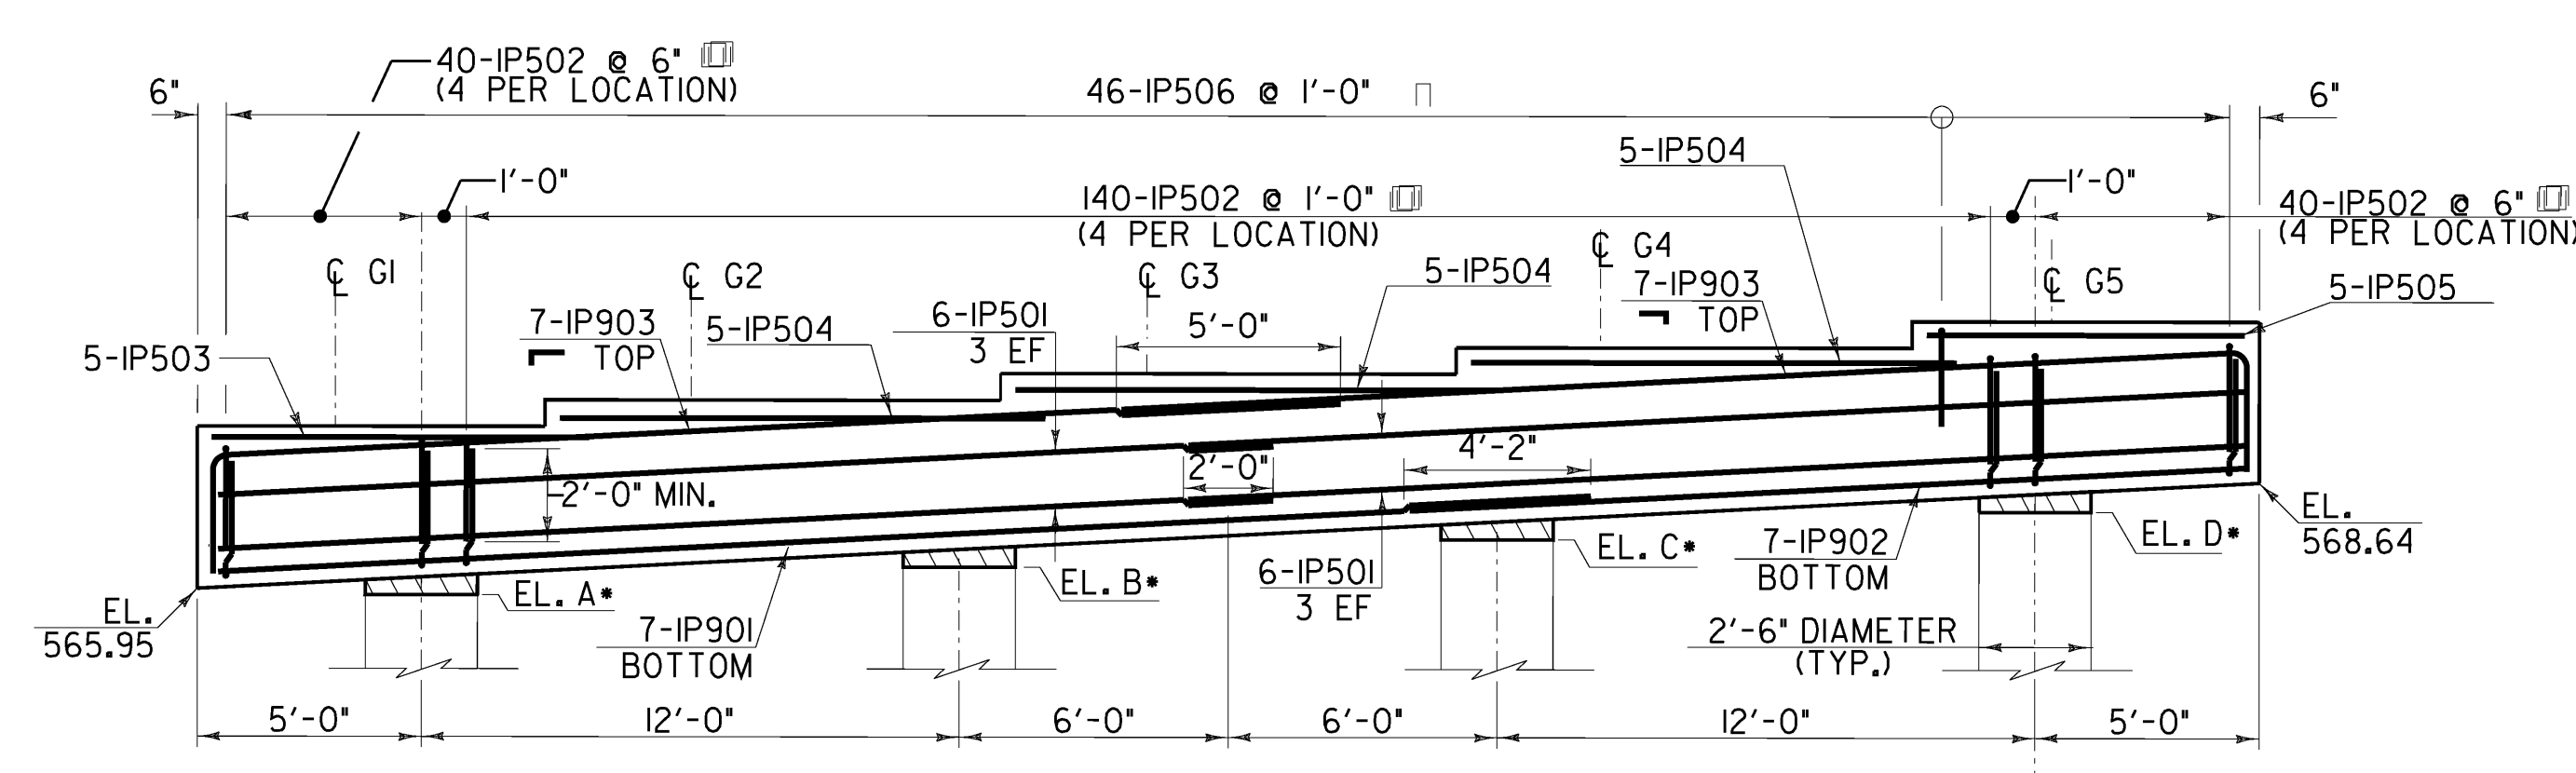 40-IP502 @ 6"
(4 PER LOCATION)
6"
46-IP506 @ 1'-0"
6"
5-IP504
1'-0"
140-IP502 @ 1'-0"
(4 PER LOCATION)
1'-0"
40-IP502 @ 6"
(4 PER LOCATION)
℄ G1
℄ G2
℄ G3
℄ G4
℄ G5
5-IP504
7-IP903
TOP
5-IP505
7-IP903
TOP
5-IP504
6-IP501
3 EF
5'-0"
5-IP503
2'-0" MIN.
2'-0"
4'-2"
EL.
565.95
EL. A*
7-IP901
BOTTOM
EL. B*
6-IP501
3 EF
EL. C*
7-IP902
BOTTOM
EL. D*
EL.
568.64
2'-6" DIAMETER
(TYP.)
5'-0"
12'-0"
6'-0"
6'-0"
12'-0"
5'-0"